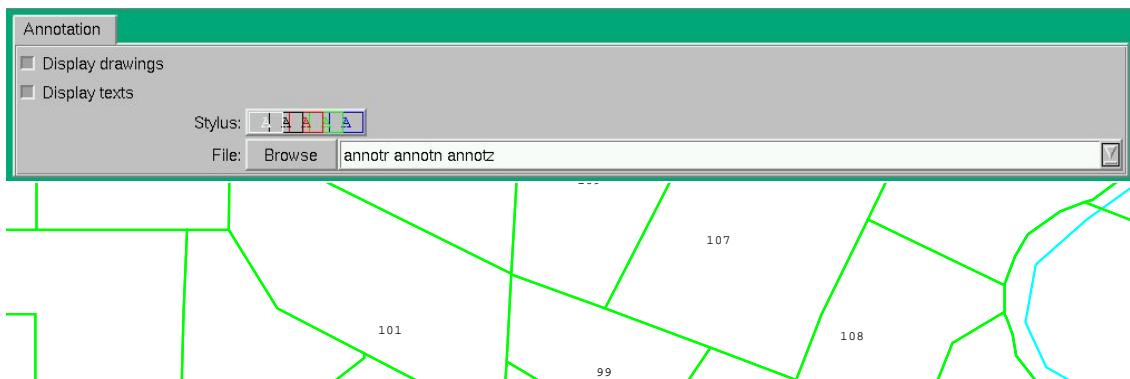 Annotation
Display drawings
Display texts
Stylus: A A A A A
File: Browse annotr annotn annotz
107
101
108
99